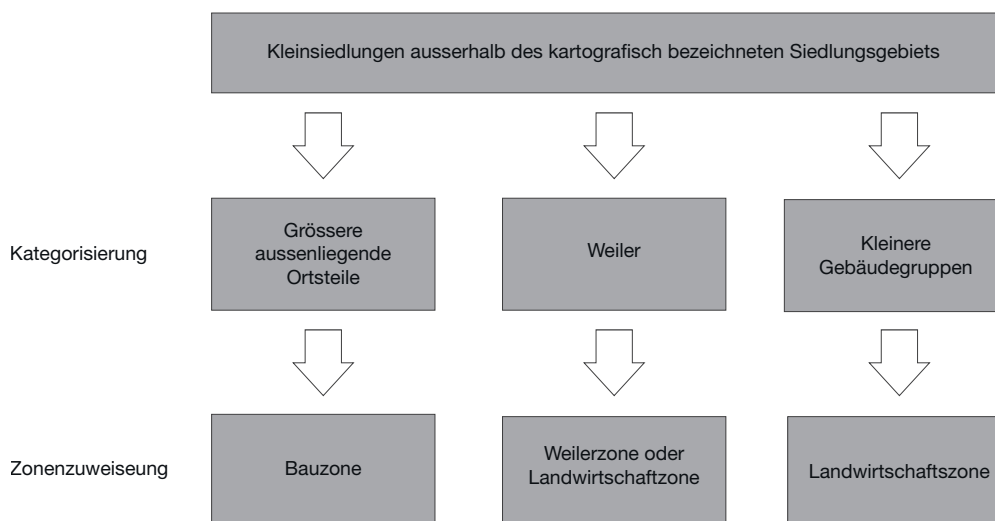 Kleinsiedlungen ausserhalb des kartografisch bezeichneten Siedlungsgebiets
Kategorisierung
Grössere
aussenliegende
Ortsteile
Weiler
Kleinere
Gebäudegruppen
Zonenzuweiseung
Bauzone
Weilerzone oder
Landwirtschaftzone
Landwirtschaftszone